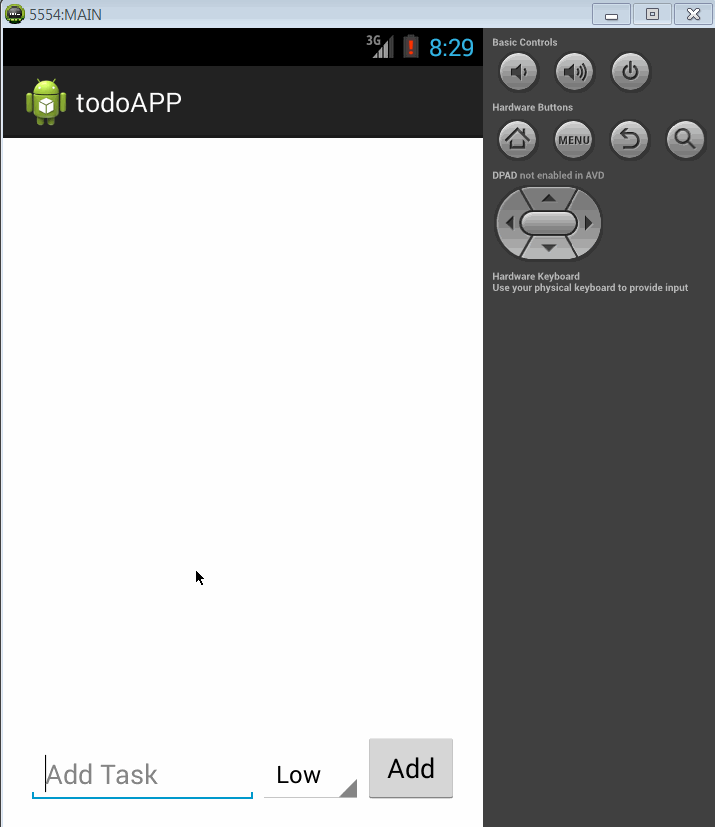 5554:MAIN
3G 8:29
todoAPP
Add Task Low Add
Basic Controls
Hardware Buttons
MENU
DPAD not enabled in AVD
Hardware Keyboard
Use your physical keyboard to provide input